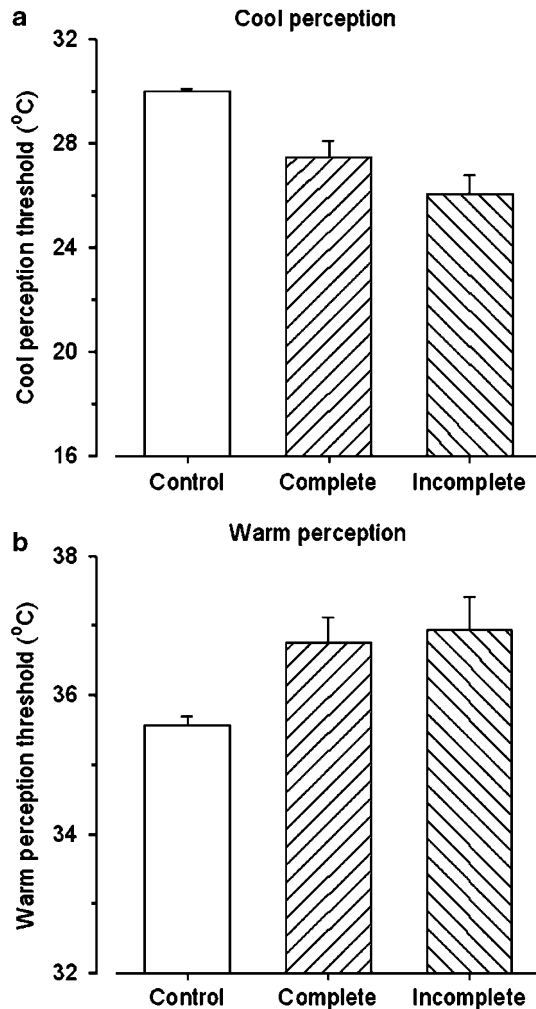 a
Cool perception
Cool perception threshold (°C)
32
28
24
20
16
Control Complete Incomplete
b
Warm perception
Warm perception threshold (°C)
38
36
34
32
Control Complete Incomplete